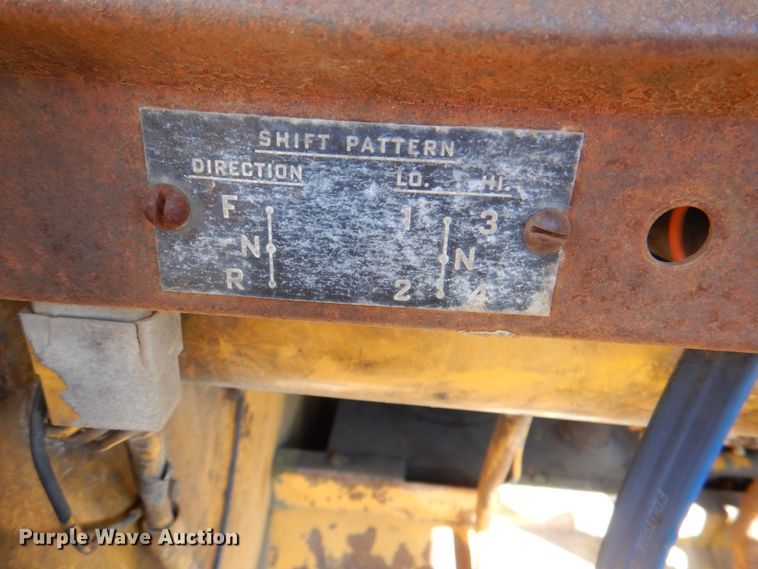 SHIFT PATTERN
DIRECTION LO. HI.
F 1 3
N N
R 2 4
Purple Wave Auction